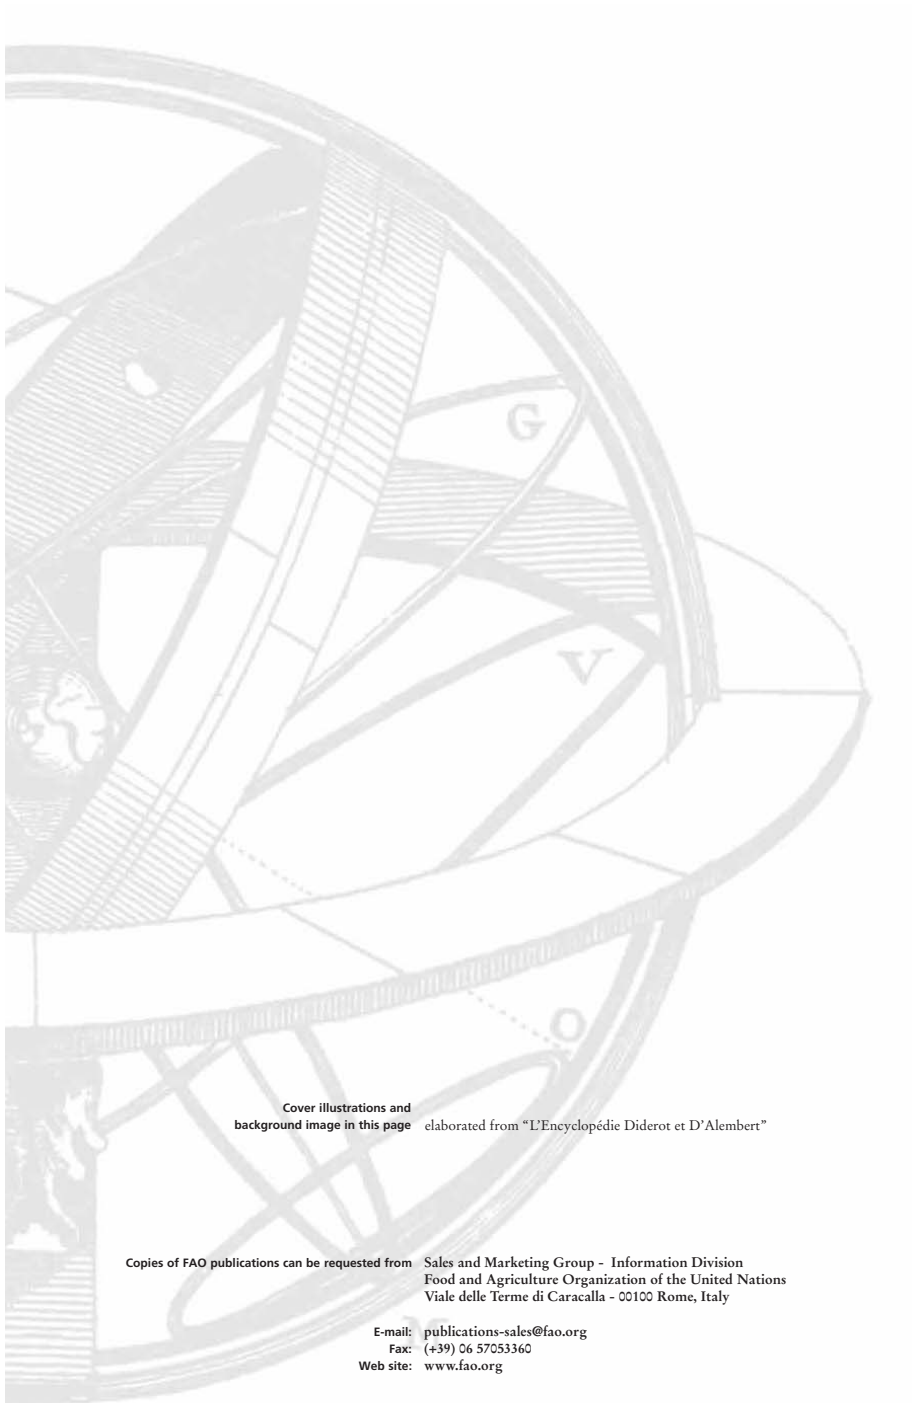 G
V
O
Cover illustrations and
background image in this page elaborated from “L’Encyclopédie Diderot et D’Alembert”
Copies of FAO publications can be requested from Sales and Marketing Group - Information Division
Food and Agriculture Organization of the United Nations
Viale delle Terme di Caracalla - 00100 Rome, Italy
E-mail: publications-sales@fao.org
Fax: (+39) 06 57053360
Web site: www.fao.org